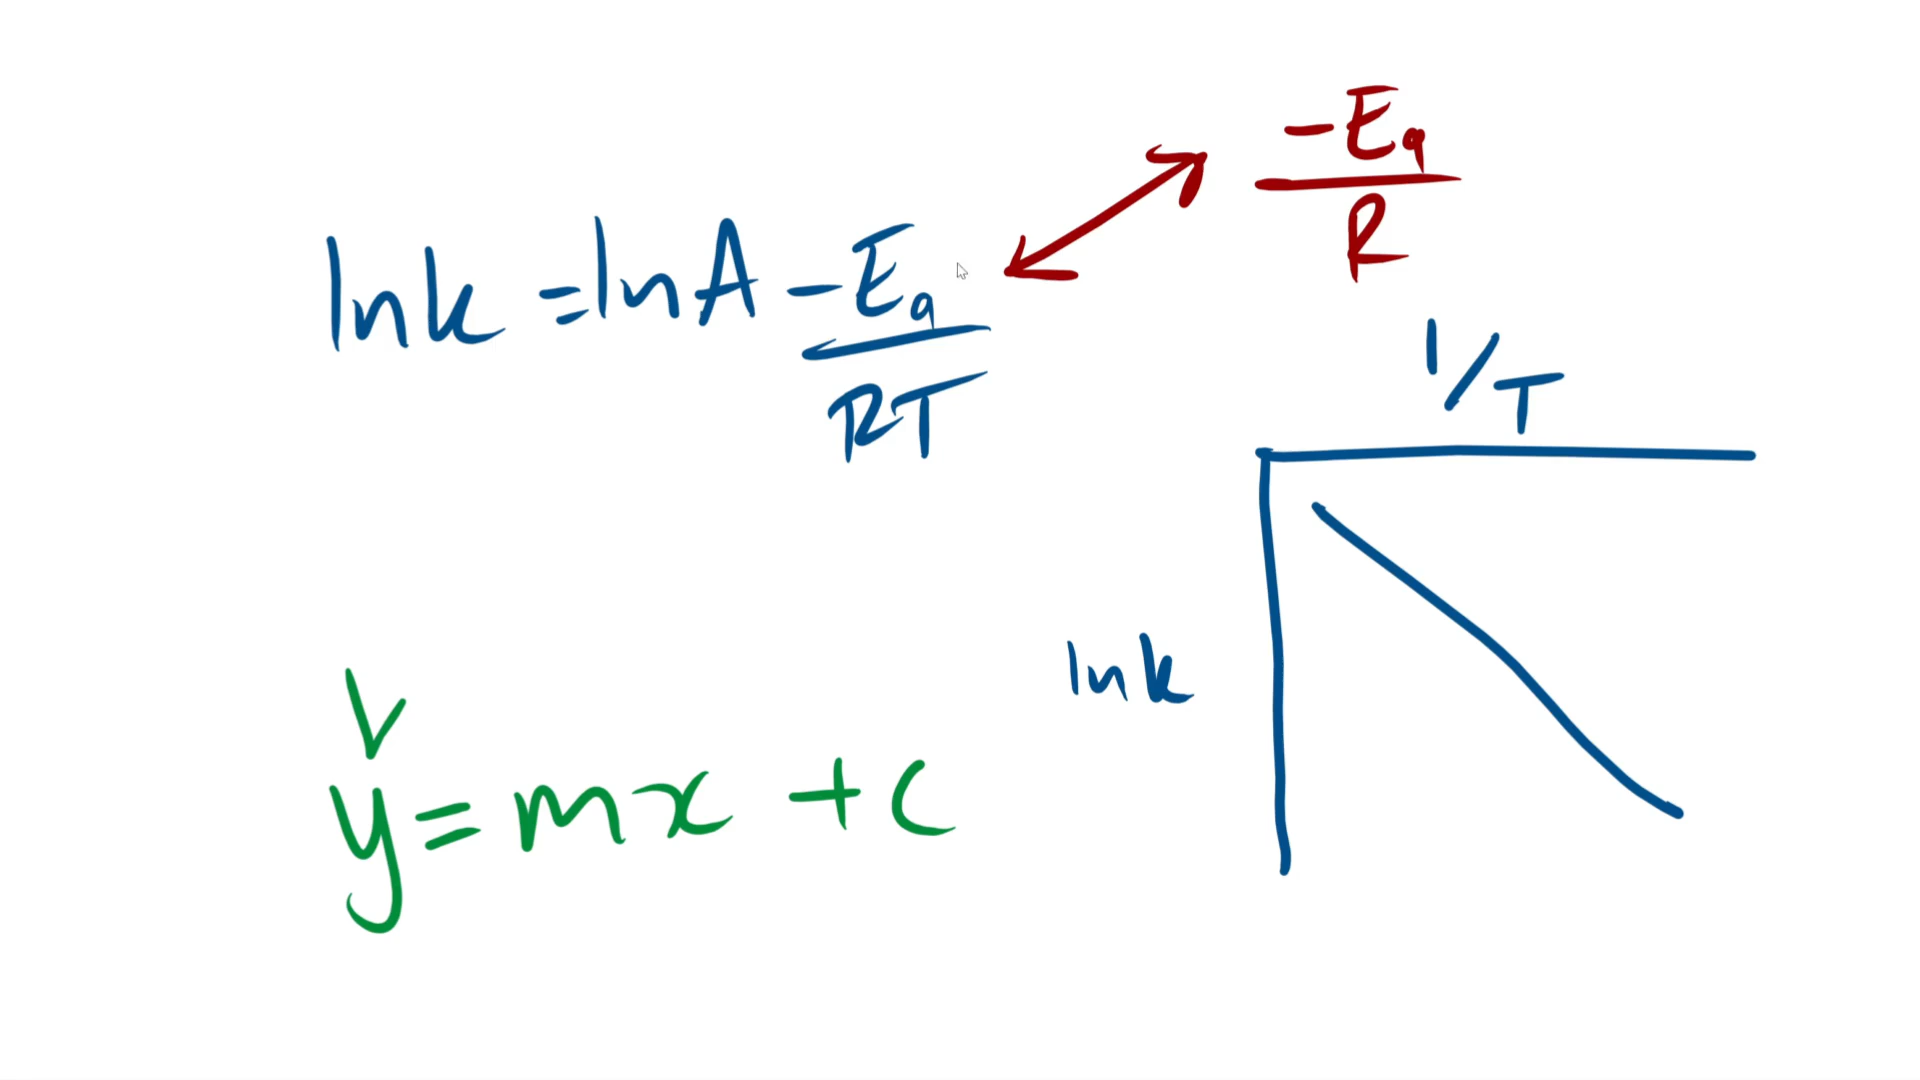 ln k = ln A - Ea
RT
-Ea
R
1/T
ln k
y = mx + c